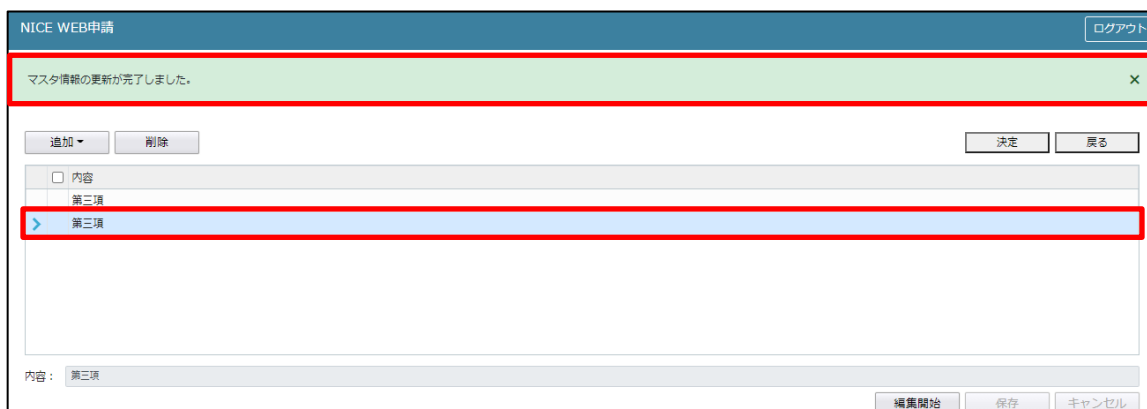 NICE WEB申請 ログアウト
マスタ情報の更新が完了しました。 ×
追加 削除 決定 戻る
内容
第三項
第三項
内容： 第三項
編集開始 保存 キャンセル